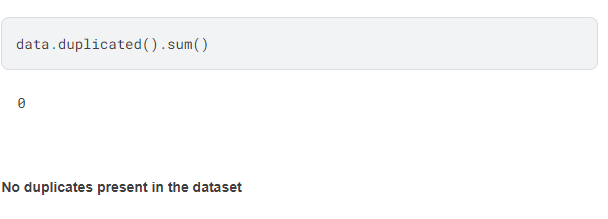 data.duplicated().sum()
0
No duplicates present in the dataset